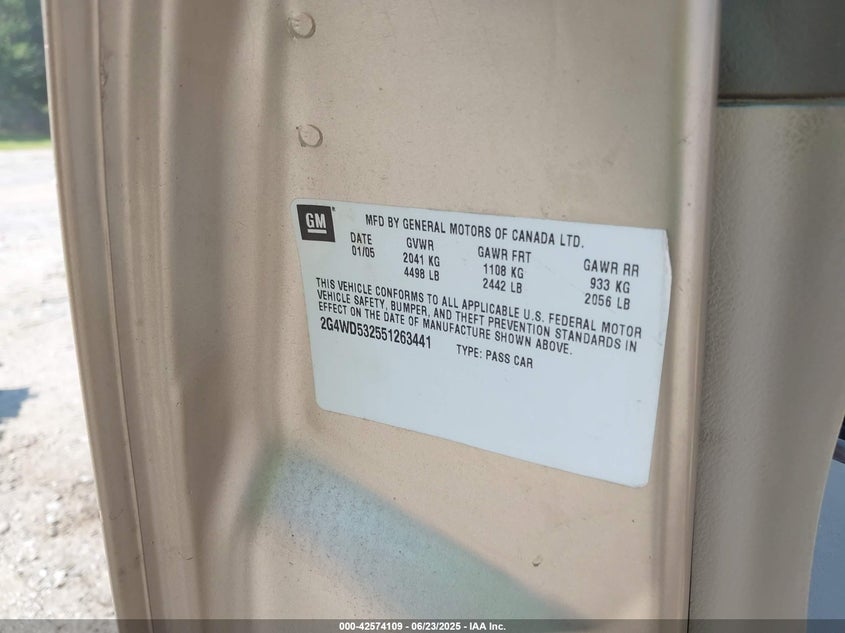 GM
MFD BY GENERAL MOTORS OF CANADA LTD.
DATE GVWR GAWR FRT GAWR RR
01/05 2041 KG 1108 KG 933 KG
4498 LB 2442 LB 2056 LB
THIS VEHICLE CONFORMS TO ALL APPLICABLE U.S. FEDERAL MOTOR
VEHICLE SAFETY, BUMPER, AND THEFT PREVENTION STANDARDS IN
EFFECT ON THE DATE OF MANUFACTURE SHOWN ABOVE.
2G4WD532551263441 TYPE: PASS CAR
000-42574109 - 06/23/2025 - IAA Inc.